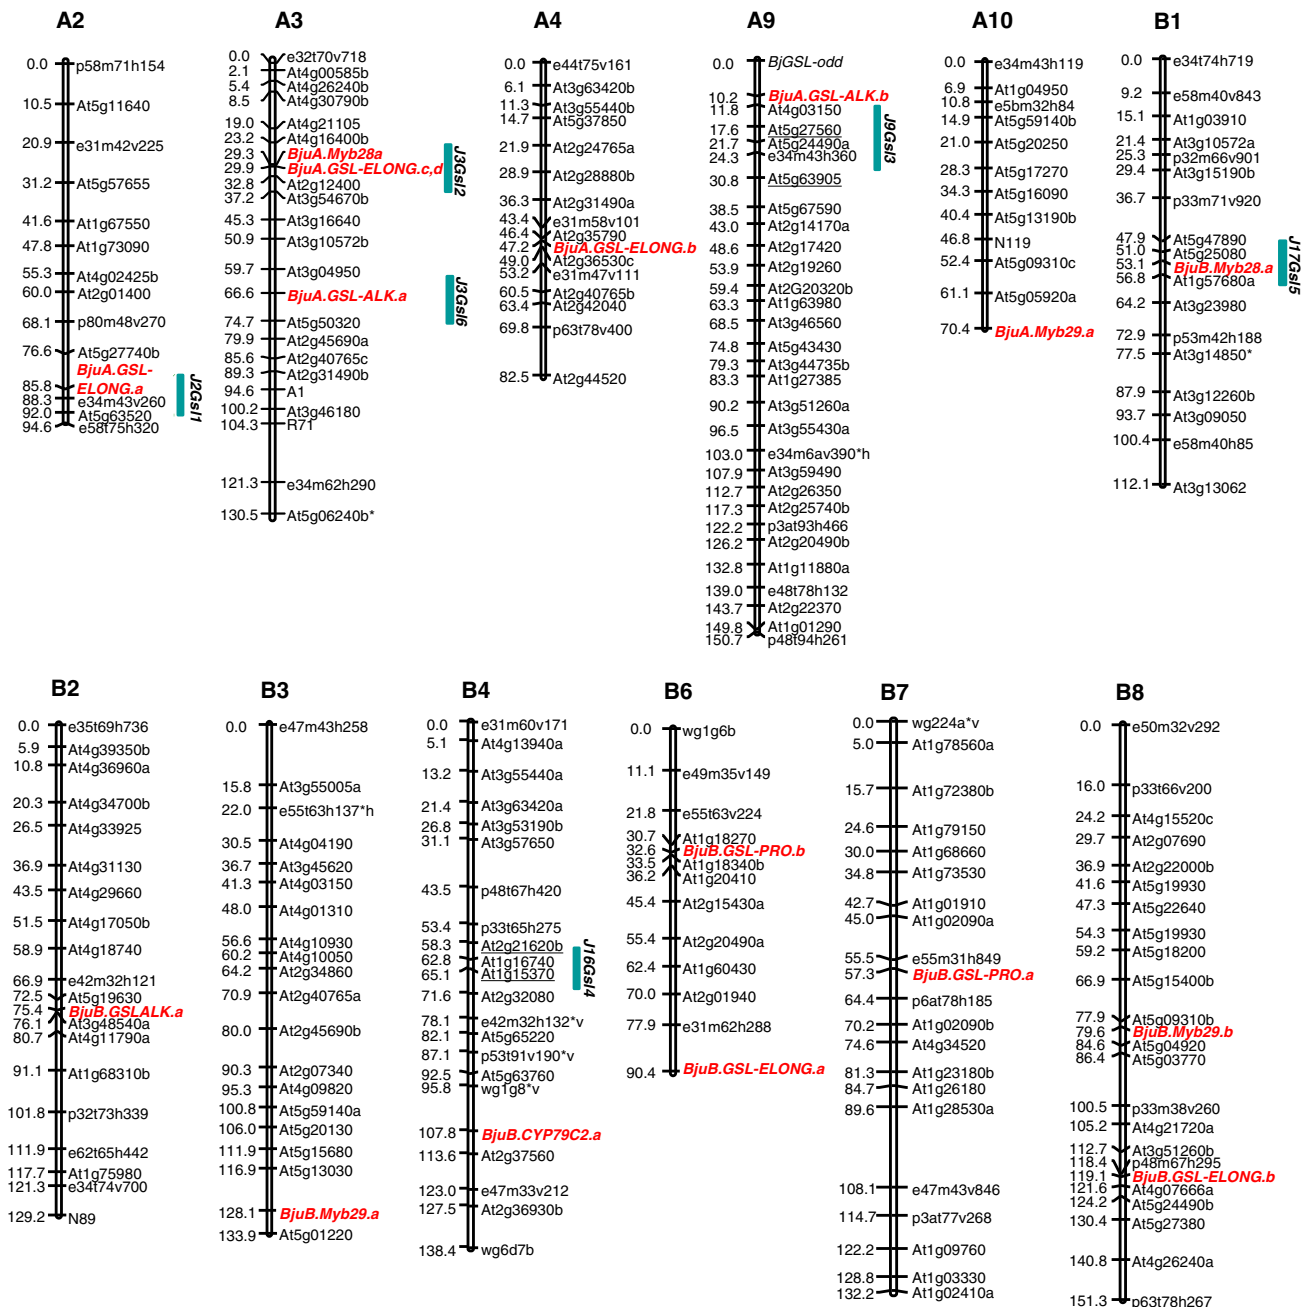 A2
0.0 p58m71h154
10.5 At5g11640
20.9 e31m42v225
31.2 At5g57655
41.6 At1g67550
47.8 At1g73090
55.3 At4g02425b
60.0 At2g01400
68.1 p80m48v270
76.6 At5g27740b
BjuA.GSL-
85.8 ELONG.a
88.3 e34m43v260
92.0 At5g63520
94.6 e58t75h320
J2Gsl1
A3
0.0 e32t70v718
2.1 At4g00585b
5.4 At4g26240b
8.5 At4g30790b
19.0 At4g21105
23.2 At4g16400b
29.3 BjuA.Myb28a
29.9 BjuA.GSL-ELONG.c,d
32.8 At2g12400
37.2 At3g54670b
45.3 At3g16640
50.9 At3g10572b
59.7 At3g04950
66.6 BjuA.GSL-ALK.a
74.7 At5g50320
79.9 At2g45690a
85.6 At2g40765c
89.3 At2g31490b
94.6 A1
100.2 At3g46180
104.3 R71
121.3 e34m62h290
130.5 At5g06240b*
J3Gsl2
J3Gsl6
A4
0.0 e44t75v161
6.1 At3g63420b
11.3 At3g55440b
14.7 At5g37850
21.9 At2g24765a
28.9 At2g28880b
36.3 At2g31490a
43.4 e31m58v101
46.4 At2g35790
47.2 BjuA.GSL-ELONG.b
49.0 At2g36530c
53.2 e31m47v111
60.5 At2g40765b
63.4 At2g42040
69.8 p63t78v400
82.5 At2g44520
A9
0.0 BjGSL-odd
10.2 BjuA.GSL-ALK.b
11.8 At4g03150
17.6 At5g27560
21.7 At5g24490a
24.3 e34m43h360
30.8 At5g63905
38.5 At5g67590
43.0 At2g14170a
48.6 At2g17420
53.9 At2g19260
59.4 At2G20320b
63.3 At1g63980
68.5 At3g46560
74.8 At5g43430
79.3 At3g44735b
83.3 At1g27385
90.2 At3g51260a
96.5 At3g55430a
103.0 e34m6av390*h
107.9 At3g59490
112.7 At2g26350
117.3 At2g25740b
122.2 p3at93h466
126.2 At2g20490b
132.8 At1g11880a
139.0 e48t78h132
143.7 At2g22370
149.8 At1g01290
150.7 p48t94h261
J9Gsl3
A10
0.0 e34m43h119
6.9 At1g04950
10.8 e5bm32h84
14.9 At5g59140b
21.0 At5g20250
28.3 At5g17270
34.3 At5g16090
40.4 At5g13190b
46.8 N119
52.4 At5g09310c
61.1 At5g05920a
70.4 BjuA.Myb29.a
B1
0.0 e34t74h719
9.2 e58m40v843
15.1 At1g03910
21.4 At3g10572a
25.3 p32m66v901
29.4 At3g15190b
36.7 p33m71v920
47.9 At5g47890
51.0 At5g25080
53.1 BjuB.Myb28.a
56.8 At1g57680a
64.2 At3g23980
72.9 p53m42h188
77.5 At3g14850*
87.9 At3g12260b
93.7 At3g09050
100.4 e58m40h85
112.1 At3g13062
J17Gsl5
B2
0.0 e35t69h736
5.9 At4g39350b
10.8 At4g36960a
20.3 At4g34700b
26.5 At4g33925
36.9 At4g31130
43.5 At4g29660
51.5 At4g17050b
58.9 At4g18740
66.9 e42m32h121
72.5 At5g19630
75.4 BjuB.GSLALK.a
76.1 At3g48540a
80.7 At4g11790a
91.1 At1g68310b
101.8 p32t73h339
111.9 e62t65h442
117.7 At1g75980
121.3 e34t74v700
129.2 N89
B3
0.0 e47m43h258
15.8 At3g55005a
22.0 e55t63h137*h
30.5 At4g04190
36.7 At3g45620
41.3 At4g03150
48.0 At4g01310
56.6 At4g10930
60.2 At4g10050
64.2 At2g34860
70.9 At2g40765a
80.0 At2g45690b
90.3 At2g07340
95.3 At4g09820
100.8 At5g59140a
106.0 At5g20130
111.9 At5g15680
116.9 At5g13030
128.1 BjuB.Myb29.a
133.9 At5g01220
B4
0.0 e31m60v171
5.1 At4g13940a
13.2 At3g55440a
21.4 At3g63420a
26.8 At3g53190b
31.1 At3g57650
43.5 p48t67h420
53.4 p33t65h275
58.3 At2g21620b
62.8 At1g16740
65.1 At1g15370
71.6 At2g32080
78.1 e42m32h132*v
82.1 At5g65220
87.1 p53t91v190*v
92.5 At5g63760
95.8 wg1g8*v
107.8 BjuB.CYP79C2.a
113.6 At2g37560
123.0 e47m33v212
127.5 At2g36930b
138.4 wg6d7b
J16Gsl4
B6
0.0 wg1g6b
11.1 e49m35v149
21.8 e55t63v224
30.7 At1g18270
32.6 BjuB.GSL-PRO.b
33.5 At1g18340b
36.2 At1g20410
45.4 At2g15430a
55.4 At2g20490a
62.4 At1g60430
70.0 At2g01940
77.9 e31m62h288
90.4 BjuB.GSL-ELONG.a
B7
0.0 wg224a*v
5.0 At1g78560a
15.7 At1g72380b
24.6 At1g79150
30.0 At1g68660
34.8 At1g73530
42.7 At1g01910
45.0 At1g02090a
55.5 e55m31h849
57.3 BjuB.GSL-PRO.a
64.4 p6at78h185
70.2 At1g02090b
74.6 At4g34520
81.3 At1g23180b
84.7 At1g26180
89.6 At1g28530a
108.1 e47m43v846
114.7 p3at77v268
122.2 At1g09760
128.8 At1g03330
132.2 At1g02410a
B8
0.0 e50m32v292
16.0 p33t66v200
24.2 At4g15520c
29.7 At2g07690
36.9 At2g22000b
41.6 At5g19930
47.3 At5g22640
54.3 At5g19930
59.2 At5g18200
66.9 At5g15400b
77.9 At5g09310b
79.6 BjuB.Myb29.b
84.6 At5g04920
86.4 At5g03770
100.5 p33m38v260
105.2 At4g21720a
112.7 At3g51260b
118.4 p48m67h295
119.1 BjuB.GSL-ELONG.b
121.6 At4g07666a
124.2 At5g24490b
130.4 At5g27380
140.8 At4g26240a
151.3 p63t78h267